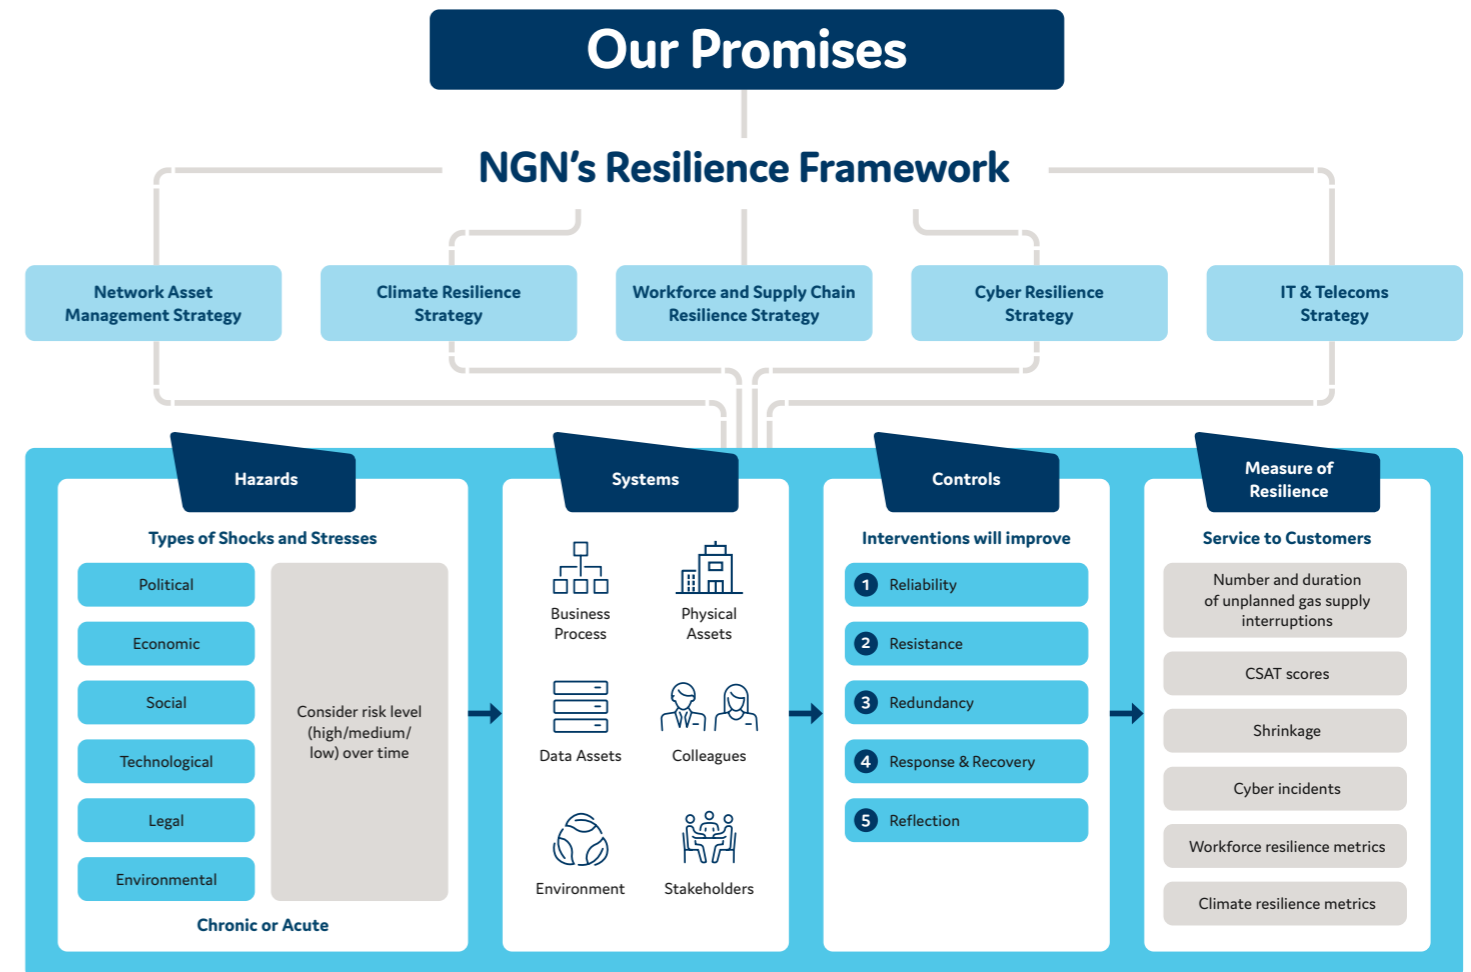 Our Promises
NGN’s Resilience Framework
Network Asset
Management Strategy
Climate Resilience
Strategy
Workforce and Supply Chain
Resilience Strategy
Cyber Resilience
Strategy
IT & Telecoms
Strategy
Hazards
Types of Shocks and Stresses
Political
Economic
Social
Technological
Legal
Environmental
Consider risk level
(high/medium/
low) over time
Chronic or Acute
Systems
Business
Process
Physical
Assets
Data Assets
Colleagues
Environment
Stakeholders
Controls
Interventions will improve
1 Reliability
2 Resistance
3 Redundancy
4 Response & Recovery
5 Reflection
Measure of
Resilience
Service to Customers
Number and duration
of unplanned gas supply
interruptions
CSAT scores
Shrinkage
Cyber incidents
Workforce resilience metrics
Climate resilience metrics